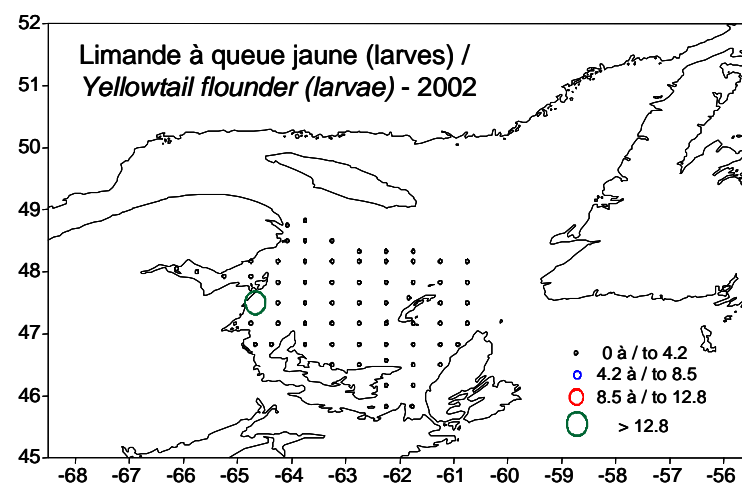 52
Limande à queue jaune (larves) /
51
Yellowtail flounder (larvae) - 2002
50
49
48
47
0 à / to 4.2
4.2 à / to 8.5
46
8.5 à / to 12.8
> 12.8
45
-68 -67 -66 -65 -64 -63 -62 -61 -60 -59 -58 -57 -56